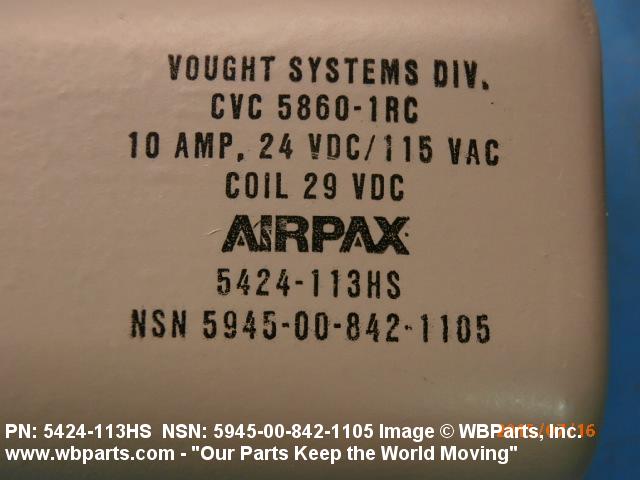 VOUGHT SYSTEMS DIV.
CVC 5860-1RC
10 AMP, 24 VDC/115 VAC
COIL 29 VDC
AIRPAX
5424-113HS
NSN 5945-00-842-1105
PN: 5424-113HS NSN: 5945-00-842-1105 Image © WBParts, Inc.
www.wbparts.com - "Our Parts Keep the World Moving"